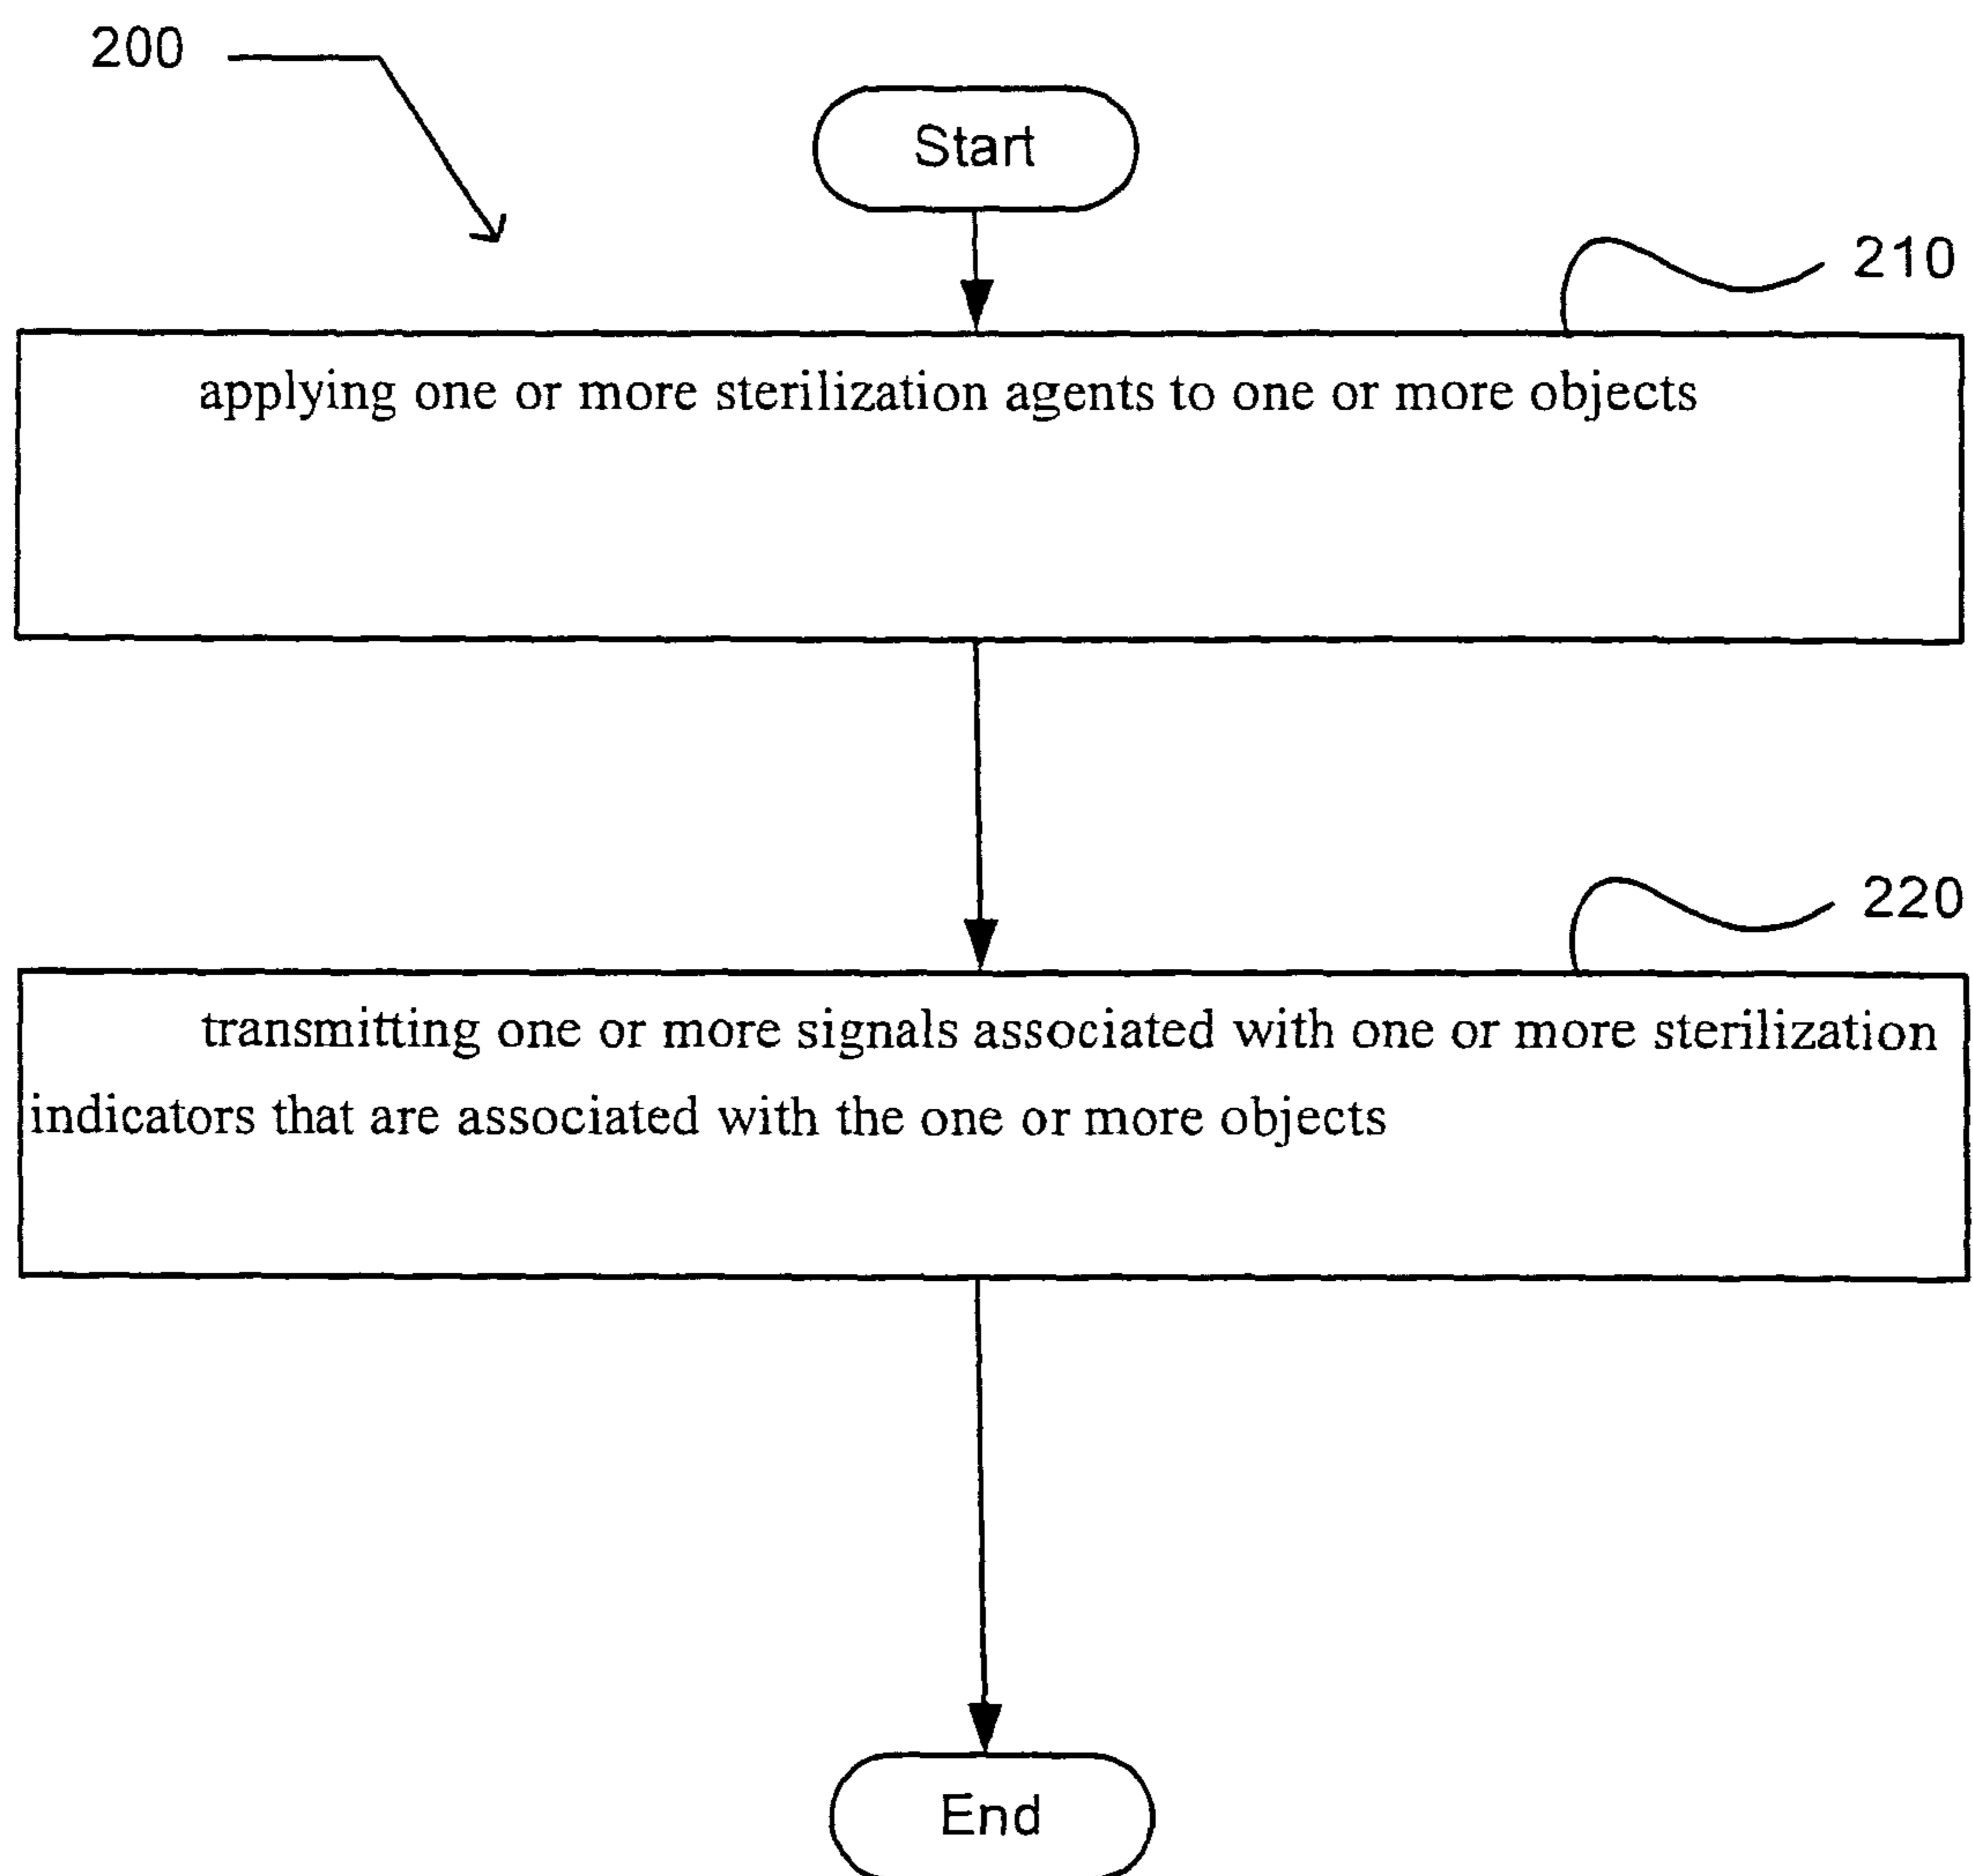 200
Start
210
applying one or more sterilization agents to one or more objects
220
transmitting one or more signals associated with one or more sterilization
indicators that are associated with the one or more objects
End